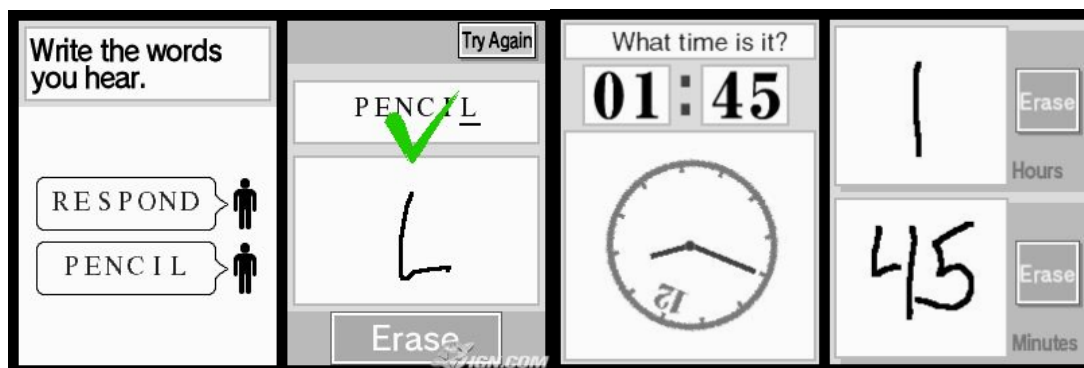 Write the words
you hear.
RESPOND
PENCIL
Try Again
PENCIL
L
Erase
IGN.COM
What time is it?
01:45
12
1
Erase
Hours
45
Erase
Minutes